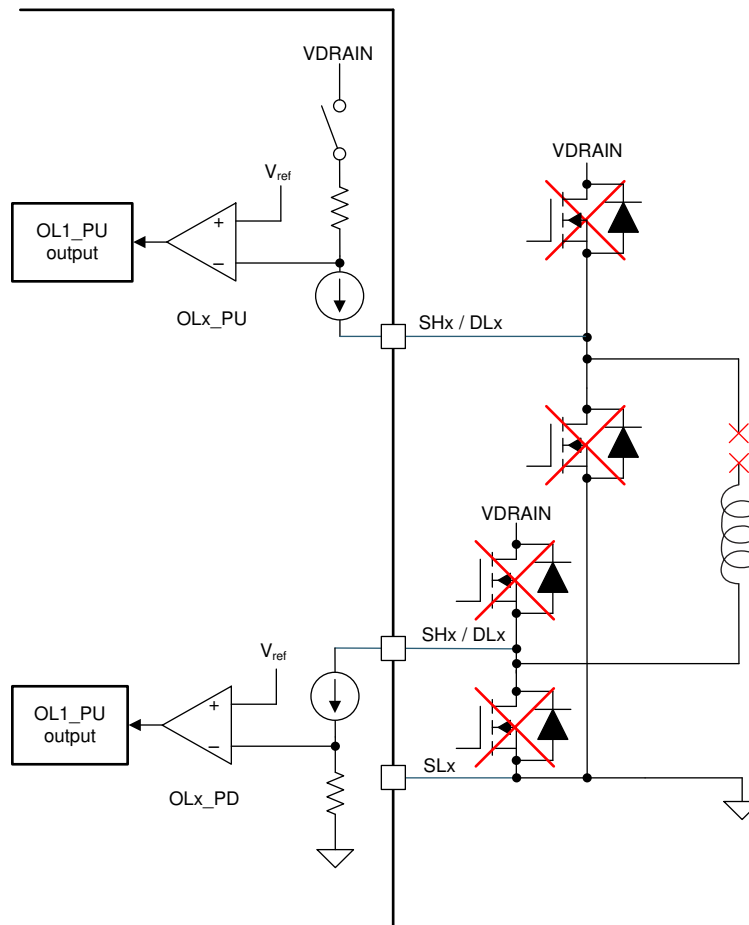 VDRAIN
VDRAIN
Vref
+
OL1_PU
output
−
OLx_PU
SHx / DLx
VDRAIN
SHx / DLx
Vref
+
OL1_PU
output
−
SLx
OLx_PD